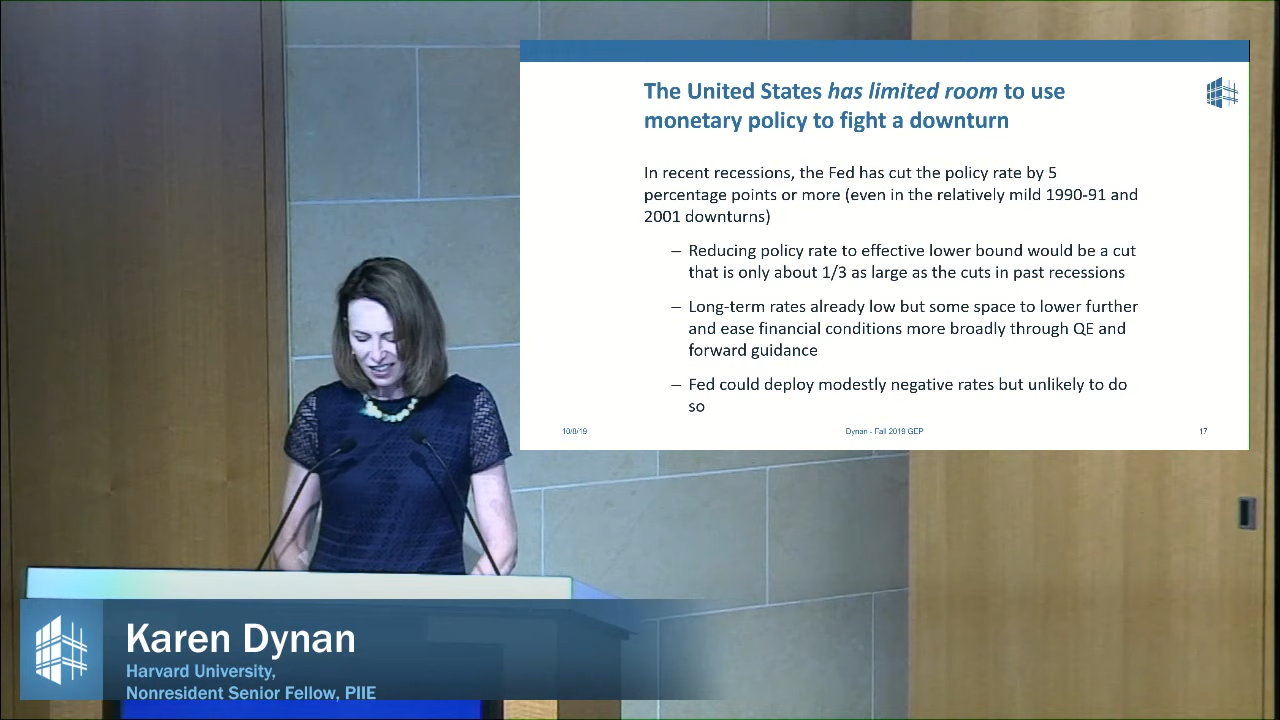 The United States has limited room to use
monetary policy to fight a downturn
In recent recessions, the Fed has cut the policy rate by 5
percentage points or more (even in the relatively mild 1990-91 and
2001 downturns)
– Reducing policy rate to effective lower bound would be a cut
that is only about 1/3 as large as the cuts in past recessions
– Long-term rates already low but some space to lower further
and ease financial conditions more broadly through QE and
forward guidance
– Fed could deploy modestly negative rates but unlikely to do
so
10/8/19
Dynan - Fall 2019 GEP
17
Karen Dynan
Harvard University,
Nonresident Senior Fellow, PIIE